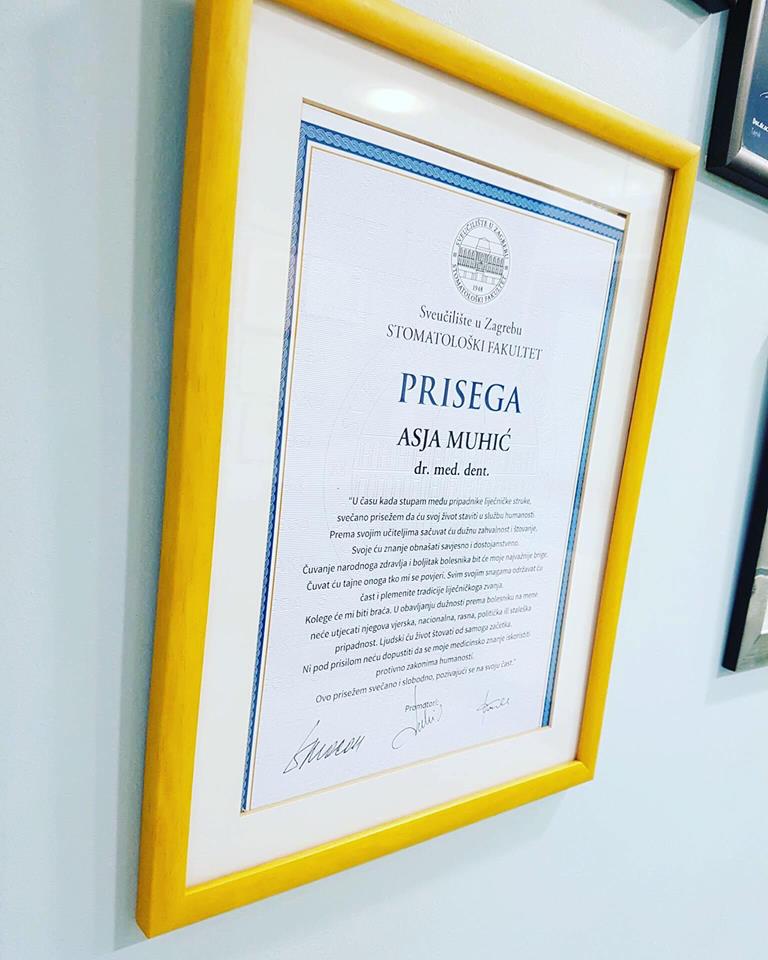 SVEUČILIŠTE U ZAGREBU
1948
STOMATOLOŠKI FAKULTET
Sveučilište u Zagrebu
STOMATOLOŠKI FAKULTET
PRISEGA
ASJA MUHIĆ
dr. med. dent.
"U času kada stupam među pripadnike liječničke struke,
svečano prisežem da ću svoj život staviti u službu humanosti.
Prema svojim učiteljima sačuvat ću dužnu zahvalnost i štovanje.
Svoje ću znanje obnašati savjesno i dostojanstveno.
Čuvanje narodnoga zdravlja i boljitak bolesnika bit će moje najvažnije brige.
Čuvat ću tajne onoga tko mi se povjeri. Svim svojim snagama održavat ću
čast i plemenite tradicije liječničkoga zvanja.
Kolege će mi biti braća. U obavljanju dužnosti prema bolesniku na mene
neće utjecati njegova vjerska, nacionalna, rasna, politička ili staleška
pripadnost. Ljudski ću život štovati od samoga začetka.
Ni pod prisilom neću dopustiti da se moje medicinsko znanje iskoristi
protivno zakonima humanosti.
Ovo prisežem svečano i slobodno, pozivajući se na svoju čast."